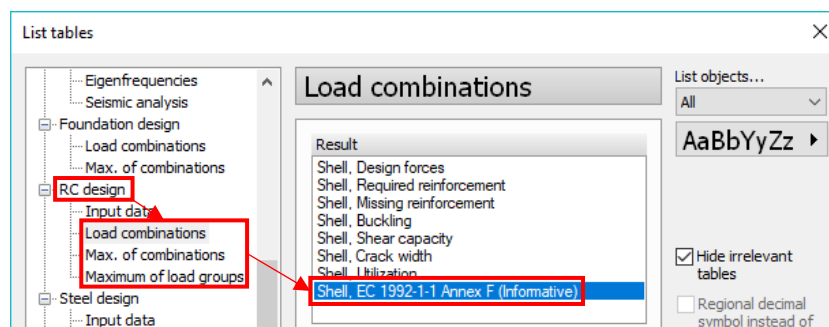 List tables
Eigenfrequencies
Seismic analysis
Foundation design
Load combinations
Max. of combinations
RC design
Input data
Load combinations
Max. of combinations
Maximum of load groups
Steel design
Input data
Load combinations
Result
Shell, Design forces
Shell, Required reinforcement
Shell, Missing reinforcement
Shell, Buckling
Shell, Shear capacity
Shell, Crack width
Shell, Utilization
Shell, EC 1992-1-1 Annex F (Informative)
List objects...
All
AaBbYyZz
Hide irrelevant
tables
Regional decimal
symbol instead of